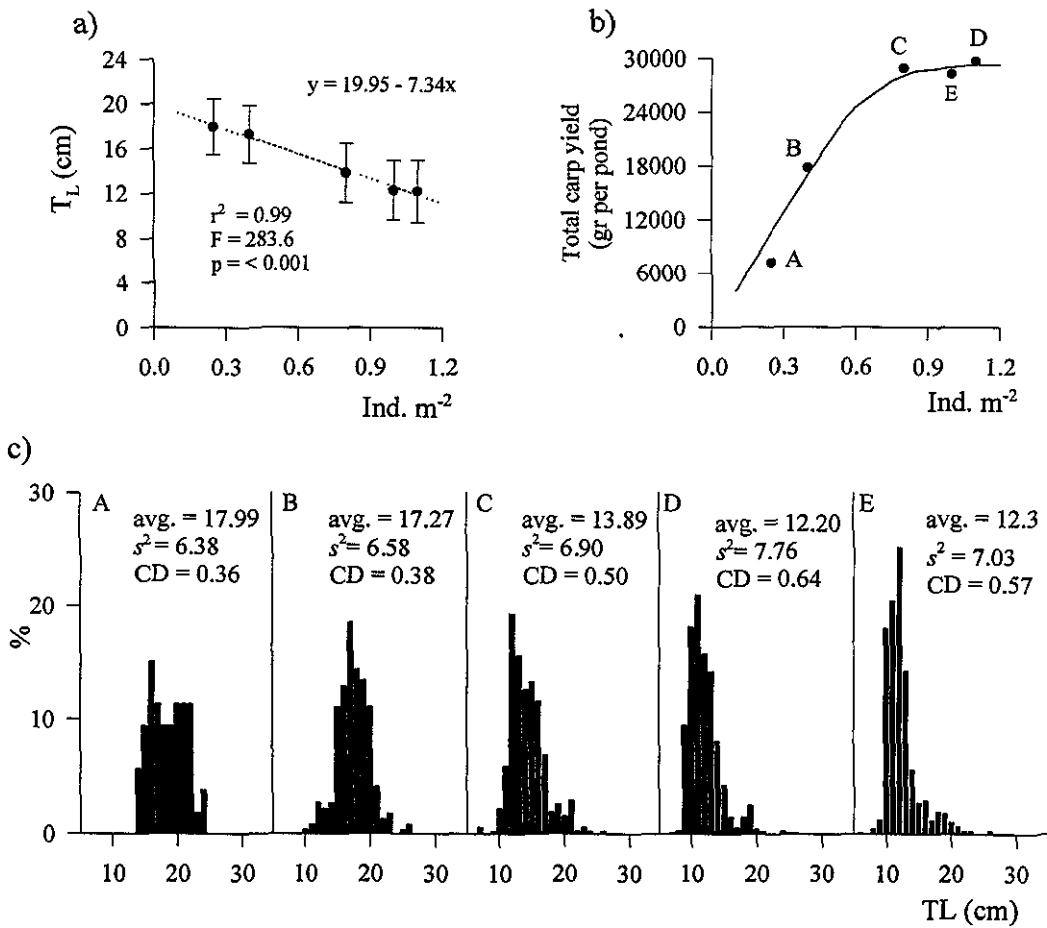 a)
24
20
16
12
8
4
0
T_L (cm)
y = 19.95 - 7.34x
r² = 0.99
F = 283.6
p = < 0.001
0.0 0.3 0.6 0.9 1.2
Ind. m⁻²
b)
30000
24000
18000
12000
6000
0
Total carp yield
(gr per pond)
A
B
C
D
E
0.0 0.3 0.6 0.9 1.2
Ind. m⁻²
c)
30
20
10
0
%
A
avg. = 17.99
s²= 6.38
CD = 0.36
B
avg. = 17.27
s²= 6.58
CD = 0.38
C
avg. = 13.89
s²= 6.90
CD = 0.50
D
avg. = 12.20
s²= 7.76
CD = 0.64
E
avg. = 12.3
s² = 7.03
CD = 0.57
10 20 30 10 20 30 10 20 30 10 20 30 10 20 30
TL (cm)